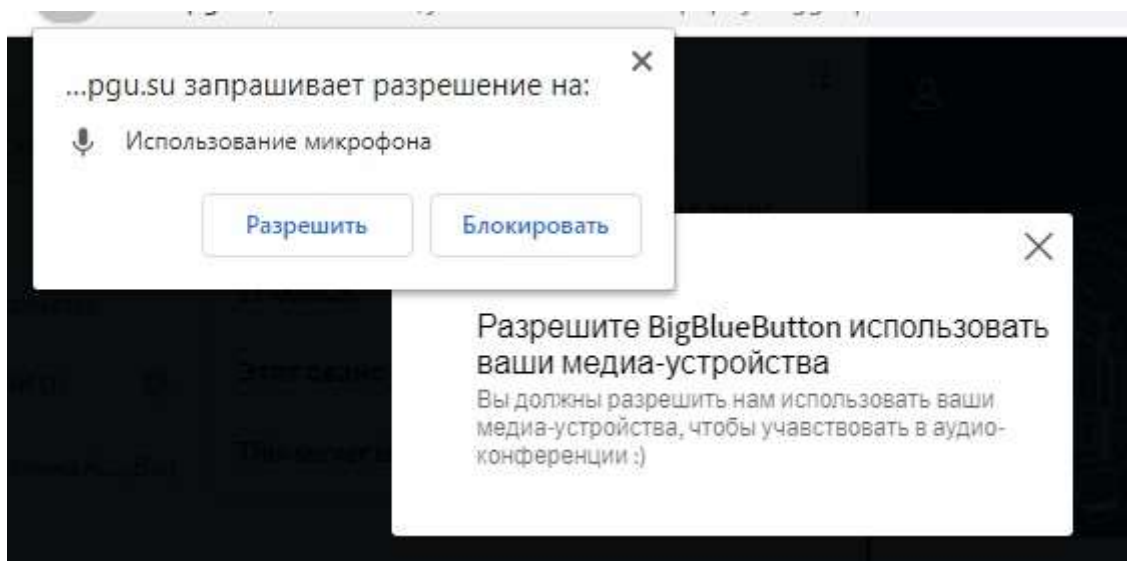 ...pgu.su запрашивает разрешение на:
Использование микрофона
Разрешить Блокировать
Разрешите BigBlueButton использовать
ваши медиа-устройства
Вы должны разрешить нам использовать ваши
медиа-устройства, чтобы учавствовать в аудио-
конференции :)